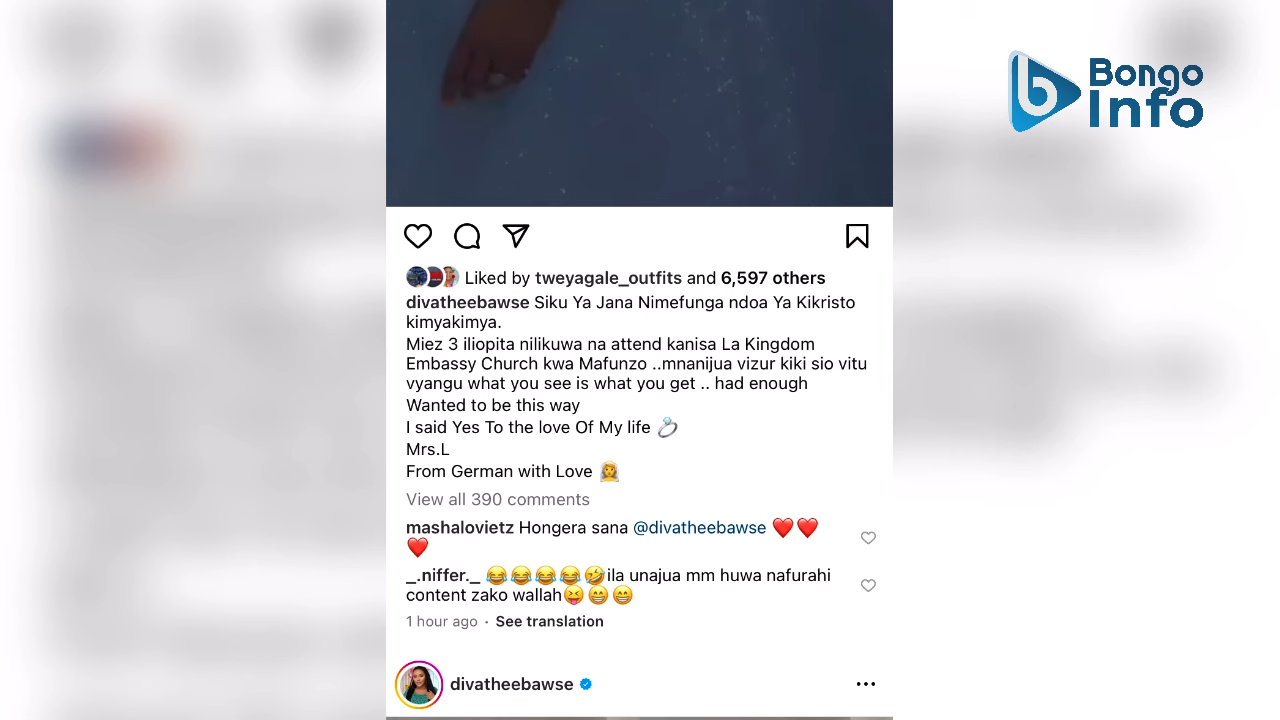 Bongo
Info
Liked by tweyagale_outfits and 6,597 others
divatheebawse Siku Ya Jana Nimefunga ndoa Ya Kikristo
kimyakimya.
Miez 3 iliopita nilikuwa na attend kanisa La Kingdom
Embassy Church kwa Mafunzo ..mnanijua vizur kiki sio vitu
vyangu what you see is what you get .. had enough
Wanted to be this way
I said Yes To the love Of My life 💍
Mrs.L
From German with Love 👰
View all 390 comments
mashalovietz Hongera sana @divatheebawse ❤️❤️
❤️
_.niffer._ 😂😂😂😂🤣ila unajua mm huwa nafurahi
content zako wallah😝😁😁
1 hour ago · See translation
divatheebawse